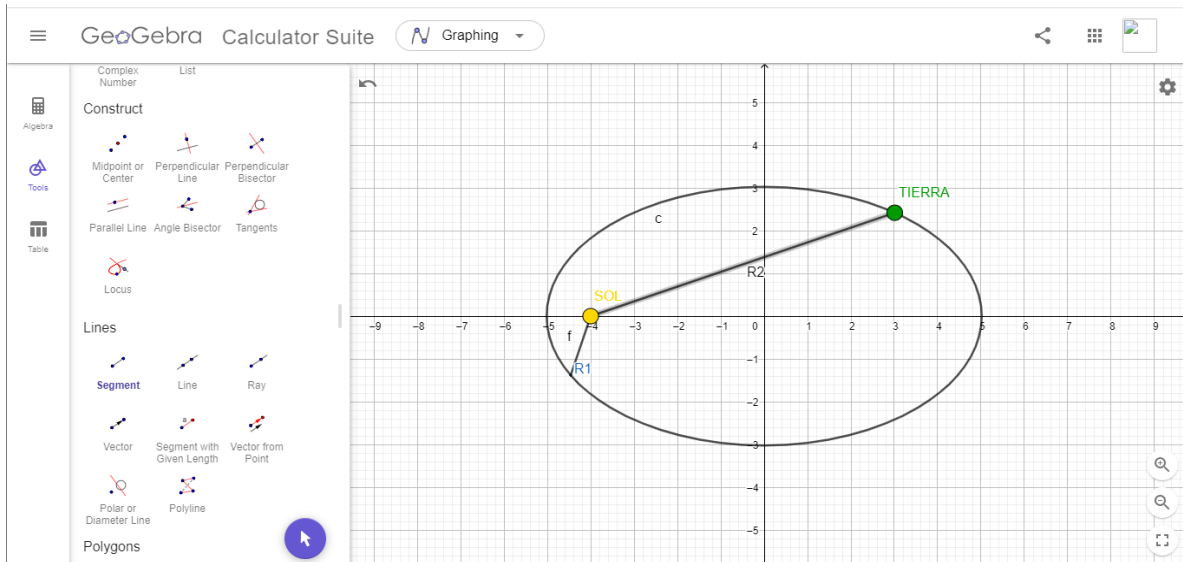 GeoGebra Calculator Suite Graphing
Algebra
Tools
Table
Complex Number
List
Construct
Midpoint or Center
Perpendicular Line
Perpendicular Bisector
Parallel Line
Angle Bisector
Tangents
Locus
Lines
Segment
Line
Ray
Vector
Segment with Given Length
Vector from Point
Polar or Diameter Line
Polyline
Polygons
5
4
3
TIERRA
c
2
R2
SOL
−9 −8 −7 −6 −5 −4 −3 −2 −1 0 1 2 3 4 5 6 7 8 9
f
−1
R1
−2
−3
−4
−5